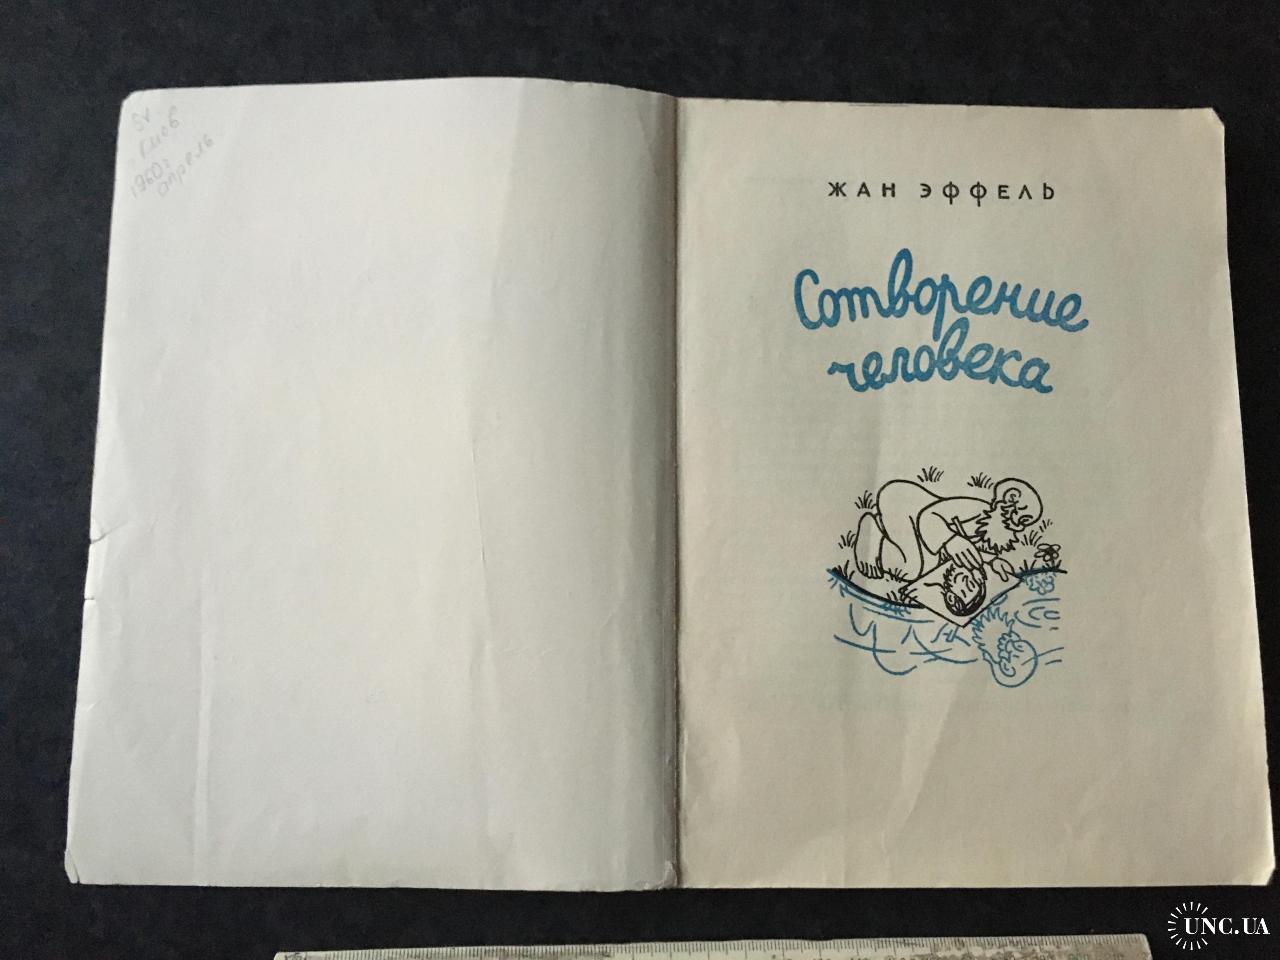 Киев
1960г
апрель
ЖАН ЭФФЕЛЬ
Сотворение
человека
UNC.UA